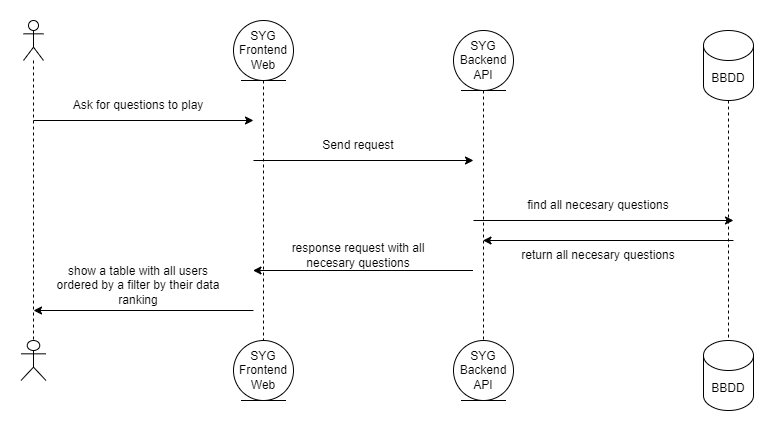 SYG
Frontend
Web
SYG
Backend
API
BBDD
Ask for questions to play
Send request
find all necesary questions
return all necesary questions
response request with all
necesary questions
show a table with all users
ordered by a filter by their data
ranking
SYG
Frontend
Web
SYG
Backend
API
BBDD